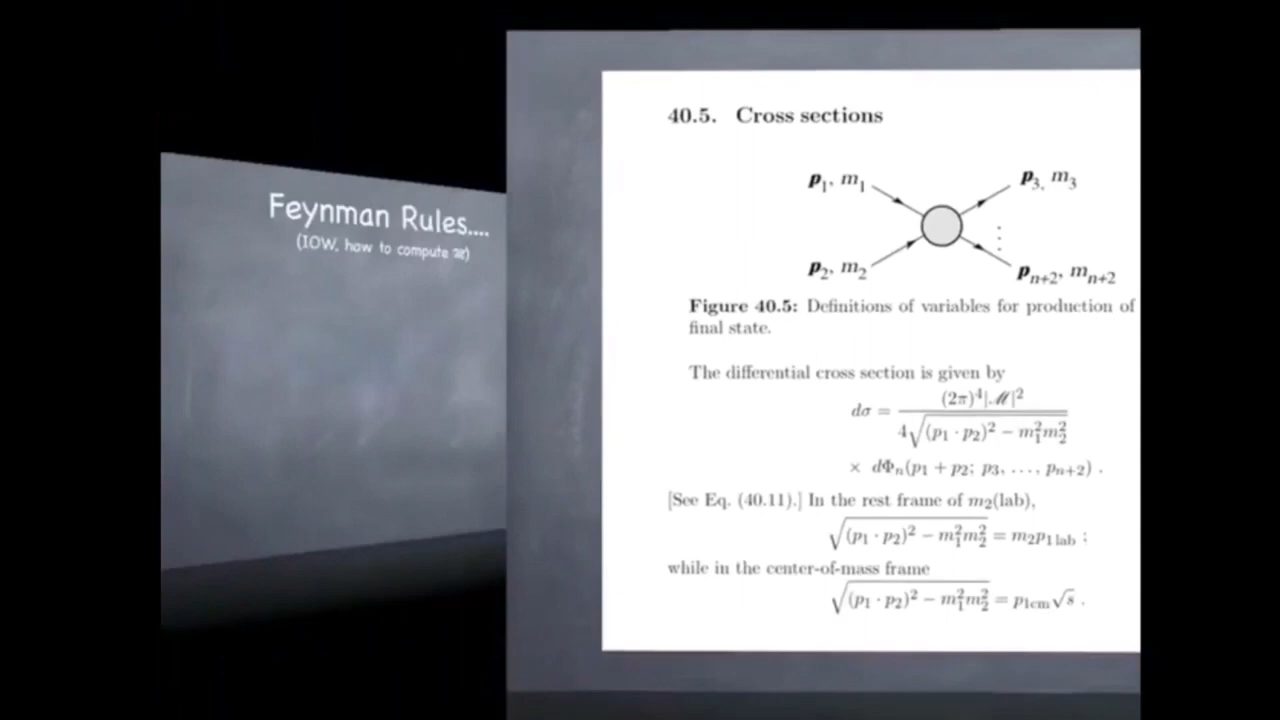 Feynman Rules....
(IOW, how to compute ℳ)
40.5. Cross sections
p₁, m₁
p₃, m₃
p₂, m₂
pₙ₊₂, mₙ₊₂
Figure 40.5: Definitions of variables for production of
final state.
The differential cross section is given by
dσ = (2π)⁴|ℳ|² / 4√((p₁ · p₂)² − m₁²m₂²)
× dΦₙ(p₁ + p₂; p₃, . . . , pₙ₊₂) .
[See Eq. (40.11).] In the rest frame of m₂(lab),
√((p₁ · p₂)² − m₁²m₂²) = m₂p₁ lab ;
while in the center-of-mass frame
√((p₁ · p₂)² − m₁²m₂²) = p₁cm√s .